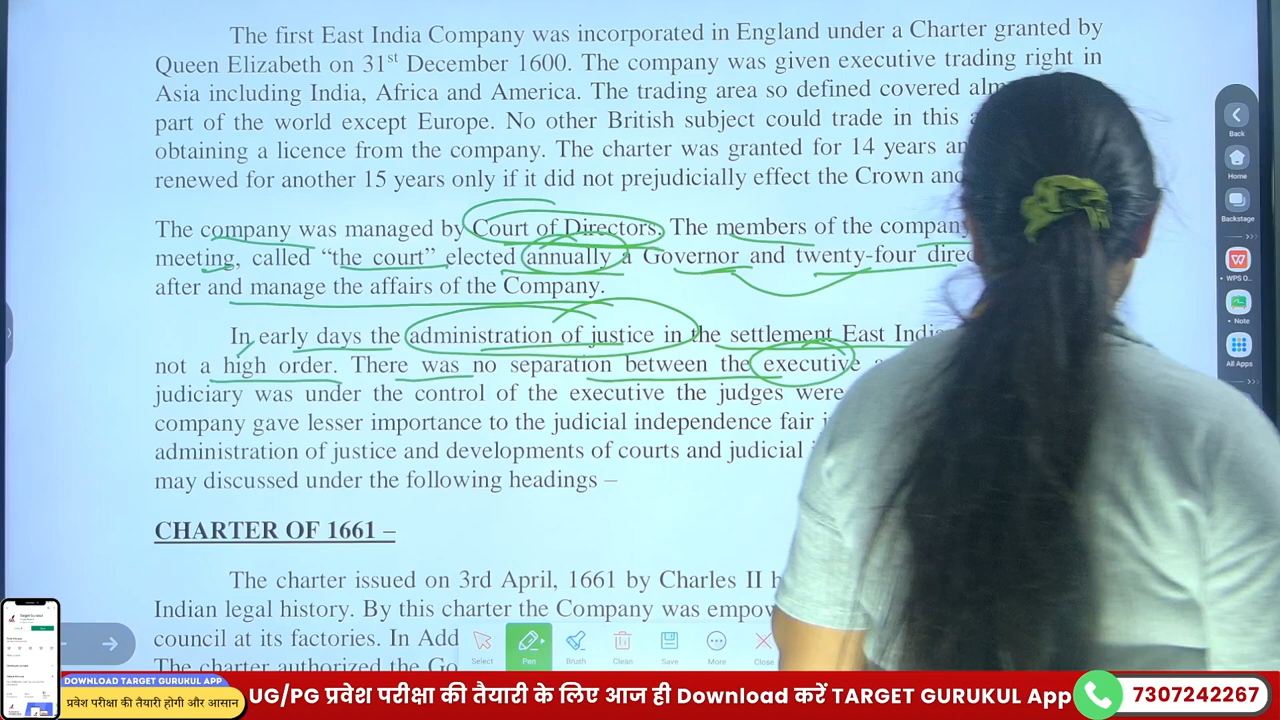 The first East India Company was incorporated in England under a Charter granted by
Queen Elizabeth on 31st December 1600. The company was given executive trading right in
Asia including India, Africa and America. The trading area so defined covered
part of the world except Europe. No other British subject could trade in this
obtaining a licence from the company. The charter was granted for 14 years
renewed for another 15 years only if it did not prejudicially effect the Crown
The company was managed by Court of Directors. The members of the company
meeting, called “the court” elected annually a Governor and twenty-four
after and manage the affairs of the Company.
In early days the administration of justice in the settlement East
not a high order. There was no separation between the executive
judiciary was under the control of the executive the judges were
company gave lesser importance to the judicial independence fair
administration of justice and developments of courts and judicial
may discussed under the following headings –
CHARTER OF 1661 –
The charter issued on 3rd April, 1661 by Charles II
Indian legal history. By this charter the Company was
council at its factories. In
The charter authorized the
Back
Home
Backstage
WPS O...
Note
All Apps
Select
Pen
Brush
Clean
Save
More
Close
DOWNLOAD TARGET GURUKUL APP
प्रवेश परीक्षा की तैयारी होगी और आसान
UG PG प्रवेश परीक्षा की तैयारी के लिए आज ही Download करें TARGET GURUKUL App
7307242267